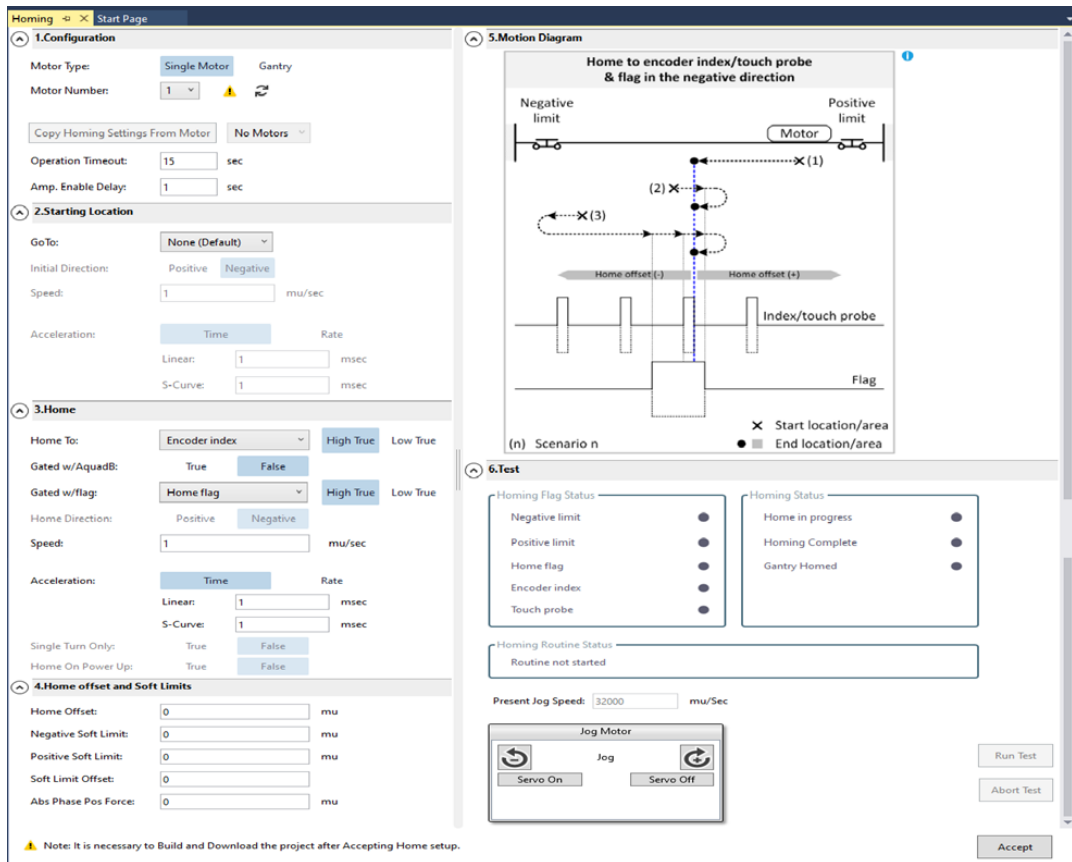 Homing
Start Page
1.Configuration
Motor Type: Single Motor Gantry
Motor Number: 1
Copy Homing Settings From Motor No Motors
Operation Timeout: 15 sec
Amp. Enable Delay: 1 sec
2.Starting Location
GoTo: None (Default)
Initial Direction: Positive Negative
Speed: 1 mu/sec
Acceleration: Time Rate
Linear: 1 msec
S-Curve: 1 msec
3.Home
Home To: Encoder index High True Low True
Gated w/AquadB: True False
Gated w/flag: Home flag High True Low True
Home Direction: Positive Negative
Speed: 1 mu/sec
Acceleration: Time Rate
Linear: 1 msec
S-Curve: 1 msec
Single Turn Only: True False
Home On Power Up: True False
4.Home offset and Soft Limits
Home Offset: 0 mu
Negative Soft Limit: 0 mu
Positive Soft Limit: 0 mu
Soft Limit Offset: 0
Abs Phase Pos Force: 0 mu
5.Motion Diagram
Home to encoder index/touch probe
& flag in the negative direction
Negative
limit
Positive
limit
Motor
(1)
(2)
(3)
Home offset (-) Home offset (+)
Index/touch probe
Flag
Start location/area
(n) Scenario n
End location/area
6.Test
Homing Flag Status
Negative limit
Positive limit
Home flag
Encoder index
Touch probe
Homing Status
Home in progress
Homing Complete
Gantry Homed
Homing Routine Status
Routine not started
Present Jog Speed: 32000 mu/Sec
Jog Motor
Jog
Servo On Servo Off
Run Test
Abort Test
Note: It is necessary to Build and Download the project after Accepting Home setup.
Accept